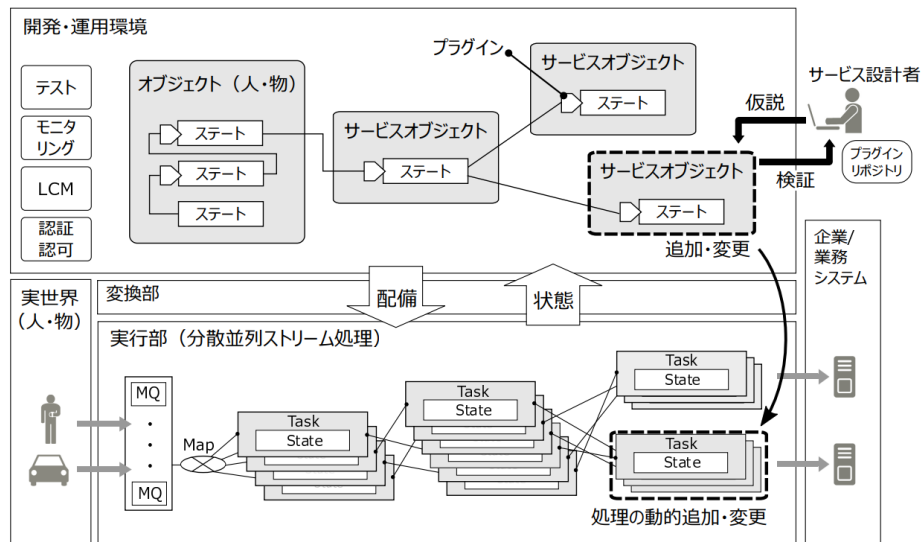 開発・運用環境
テスト
モニタ
リング
LCM
認証
認可
オブジェクト（人・物）
ステート
ステート
ステート
サービスオブジェクト
ステート
プラグイン
サービスオブジェクト
ステート
サービスオブジェクト
ステート
追加・変更
仮説
検証
サービス設計者
プラグイン
リポジトリ
企業/
業務
システム
実世界
（人・物）
変換部
配備
状態
実行部（分散並列ストリーム処理）
MQ
MQ
Map
Task
State
Task
State
Task
State
Task
State
処理の動的追加・変更